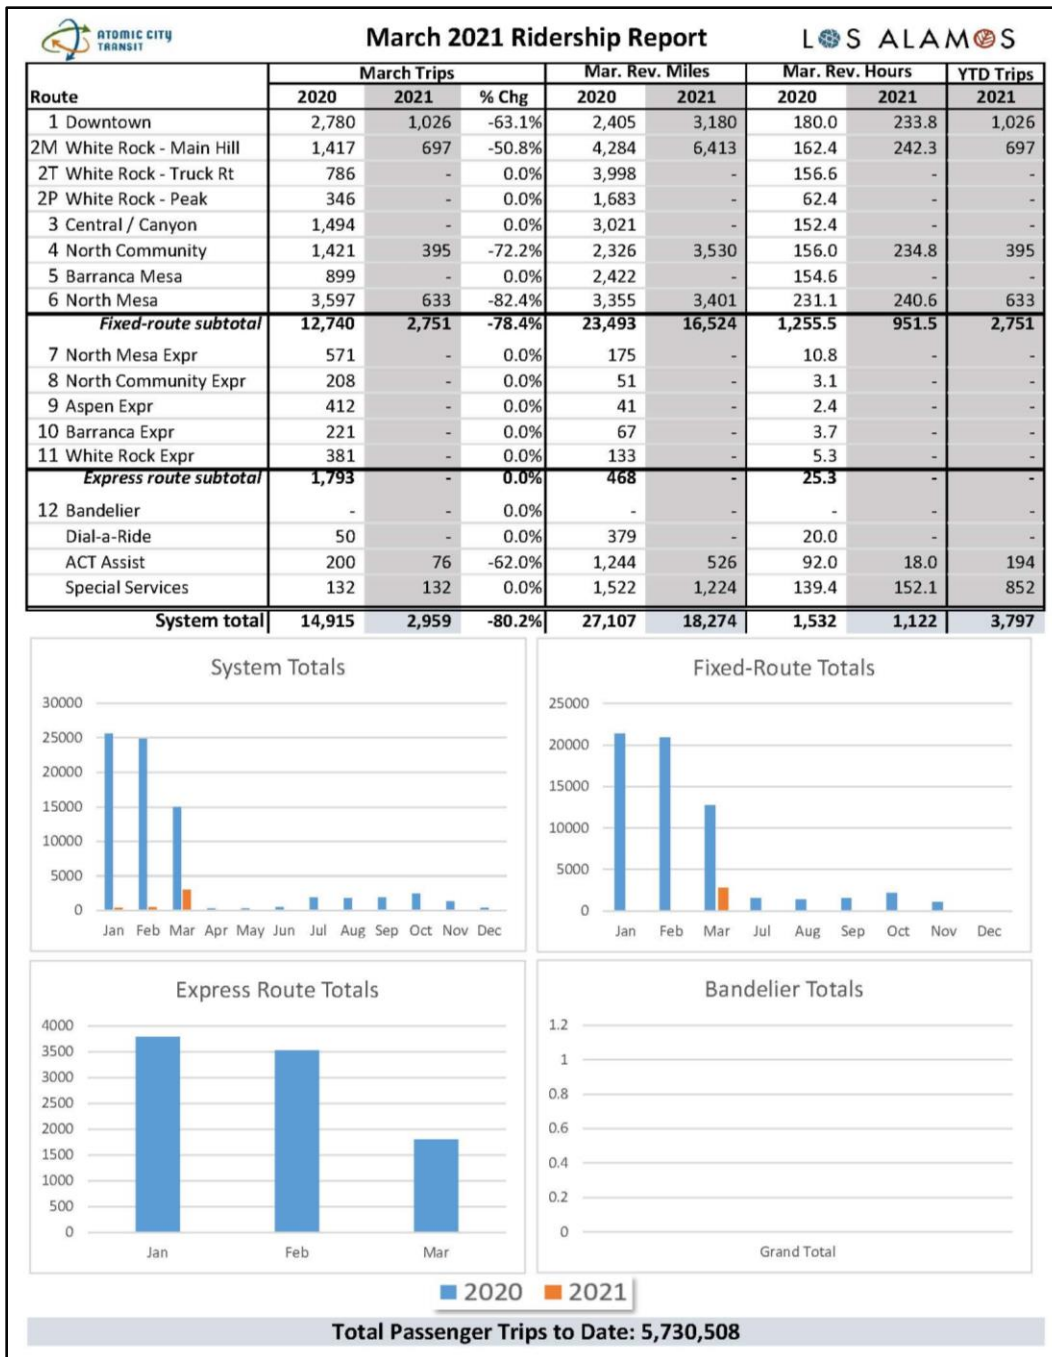 ATOMIC CITY
TRANSIT
March 2021 Ridership Report
LOS ALAMOS
March Trips Mar. Rev. Miles Mar. Rev. Hours YTD Trips
Route 2020 2021 % Chg 2020 2021 2020 2021 2021
1 Downtown 2,780 1,026 -63.1% 2,405 3,180 180.0 233.8 1,026
2M White Rock - Main Hill 1,417 697 -50.8% 4,284 6,413 162.4 242.3 697
2T White Rock - Truck Rt 786 - 0.0% 3,998 - 156.6 - -
2P White Rock - Peak 346 - 0.0% 1,683 - 62.4 - -
3 Central / Canyon 1,494 - 0.0% 3,021 - 152.4 - -
4 North Community 1,421 395 -72.2% 2,326 3,530 156.0 234.8 395
5 Barranca Mesa 899 - 0.0% 2,422 - 154.6 - -
6 North Mesa 3,597 633 -82.4% 3,355 3,401 231.1 240.6 633
Fixed-route subtotal 12,740 2,751 -78.4% 23,493 16,524 1,255.5 951.5 2,751
7 North Mesa Expr 571 - 0.0% 175 - 10.8 - -
8 North Community Expr 208 - 0.0% 51 - 3.1 - -
9 Aspen Expr 412 - 0.0% 41 - 2.4 - -
10 Barranca Expr 221 - 0.0% 67 - 3.7 - -
11 White Rock Expr 381 - 0.0% 133 - 5.3 - -
Express route subtotal 1,793 - 0.0% 468 - 25.3 - -
12 Bandelier - - 0.0% - - - - -
Dial-a-Ride 50 - 0.0% 379 - 20.0 - -
ACT Assist 200 76 -62.0% 1,244 526 92.0 18.0 194
Special Services 132 132 0.0% 1,522 1,224 139.4 152.1 852
System total 14,915 2,959 -80.2% 27,107 18,274 1,532 1,122 3,797
System Totals
30000
25000
20000
15000
10000
5000
0
Jan Feb Mar Apr May Jun Jul Aug Sep Oct Nov Dec
Fixed-Route Totals
25000
20000
15000
10000
5000
0
Jan Feb Mar Jul Aug Sep Oct Nov Dec
Express Route Totals
4000
3500
3000
2500
2000
1500
1000
500
0
Jan Feb Mar
Bandelier Totals
1.2
1
0.8
0.6
0.4
0.2
0
Grand Total
2020 2021
Total Passenger Trips to Date: 5,730,508